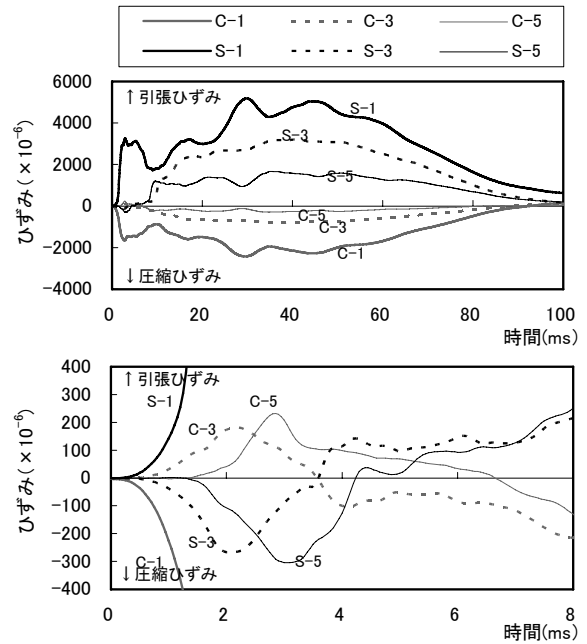 C-1 C-3 C-5
S-1 S-3 S-5
6000
4000
2000
0
-2000
-4000
ひずみ(×10⁻⁶)
↑引張ひずみ
S-1
S-3
S-5
C-5
C-3
C-1
↓圧縮ひずみ
0 20 40 60 80 100
時間(ms)
400
300
200
100
0
-100
-200
-300
-400
ひずみ(×10⁻⁶)
↑引張ひずみ
S-1
C-5
C-3
S-3
S-5
C-1
↓圧縮ひずみ
0 2 4 6 8
時間(ms)